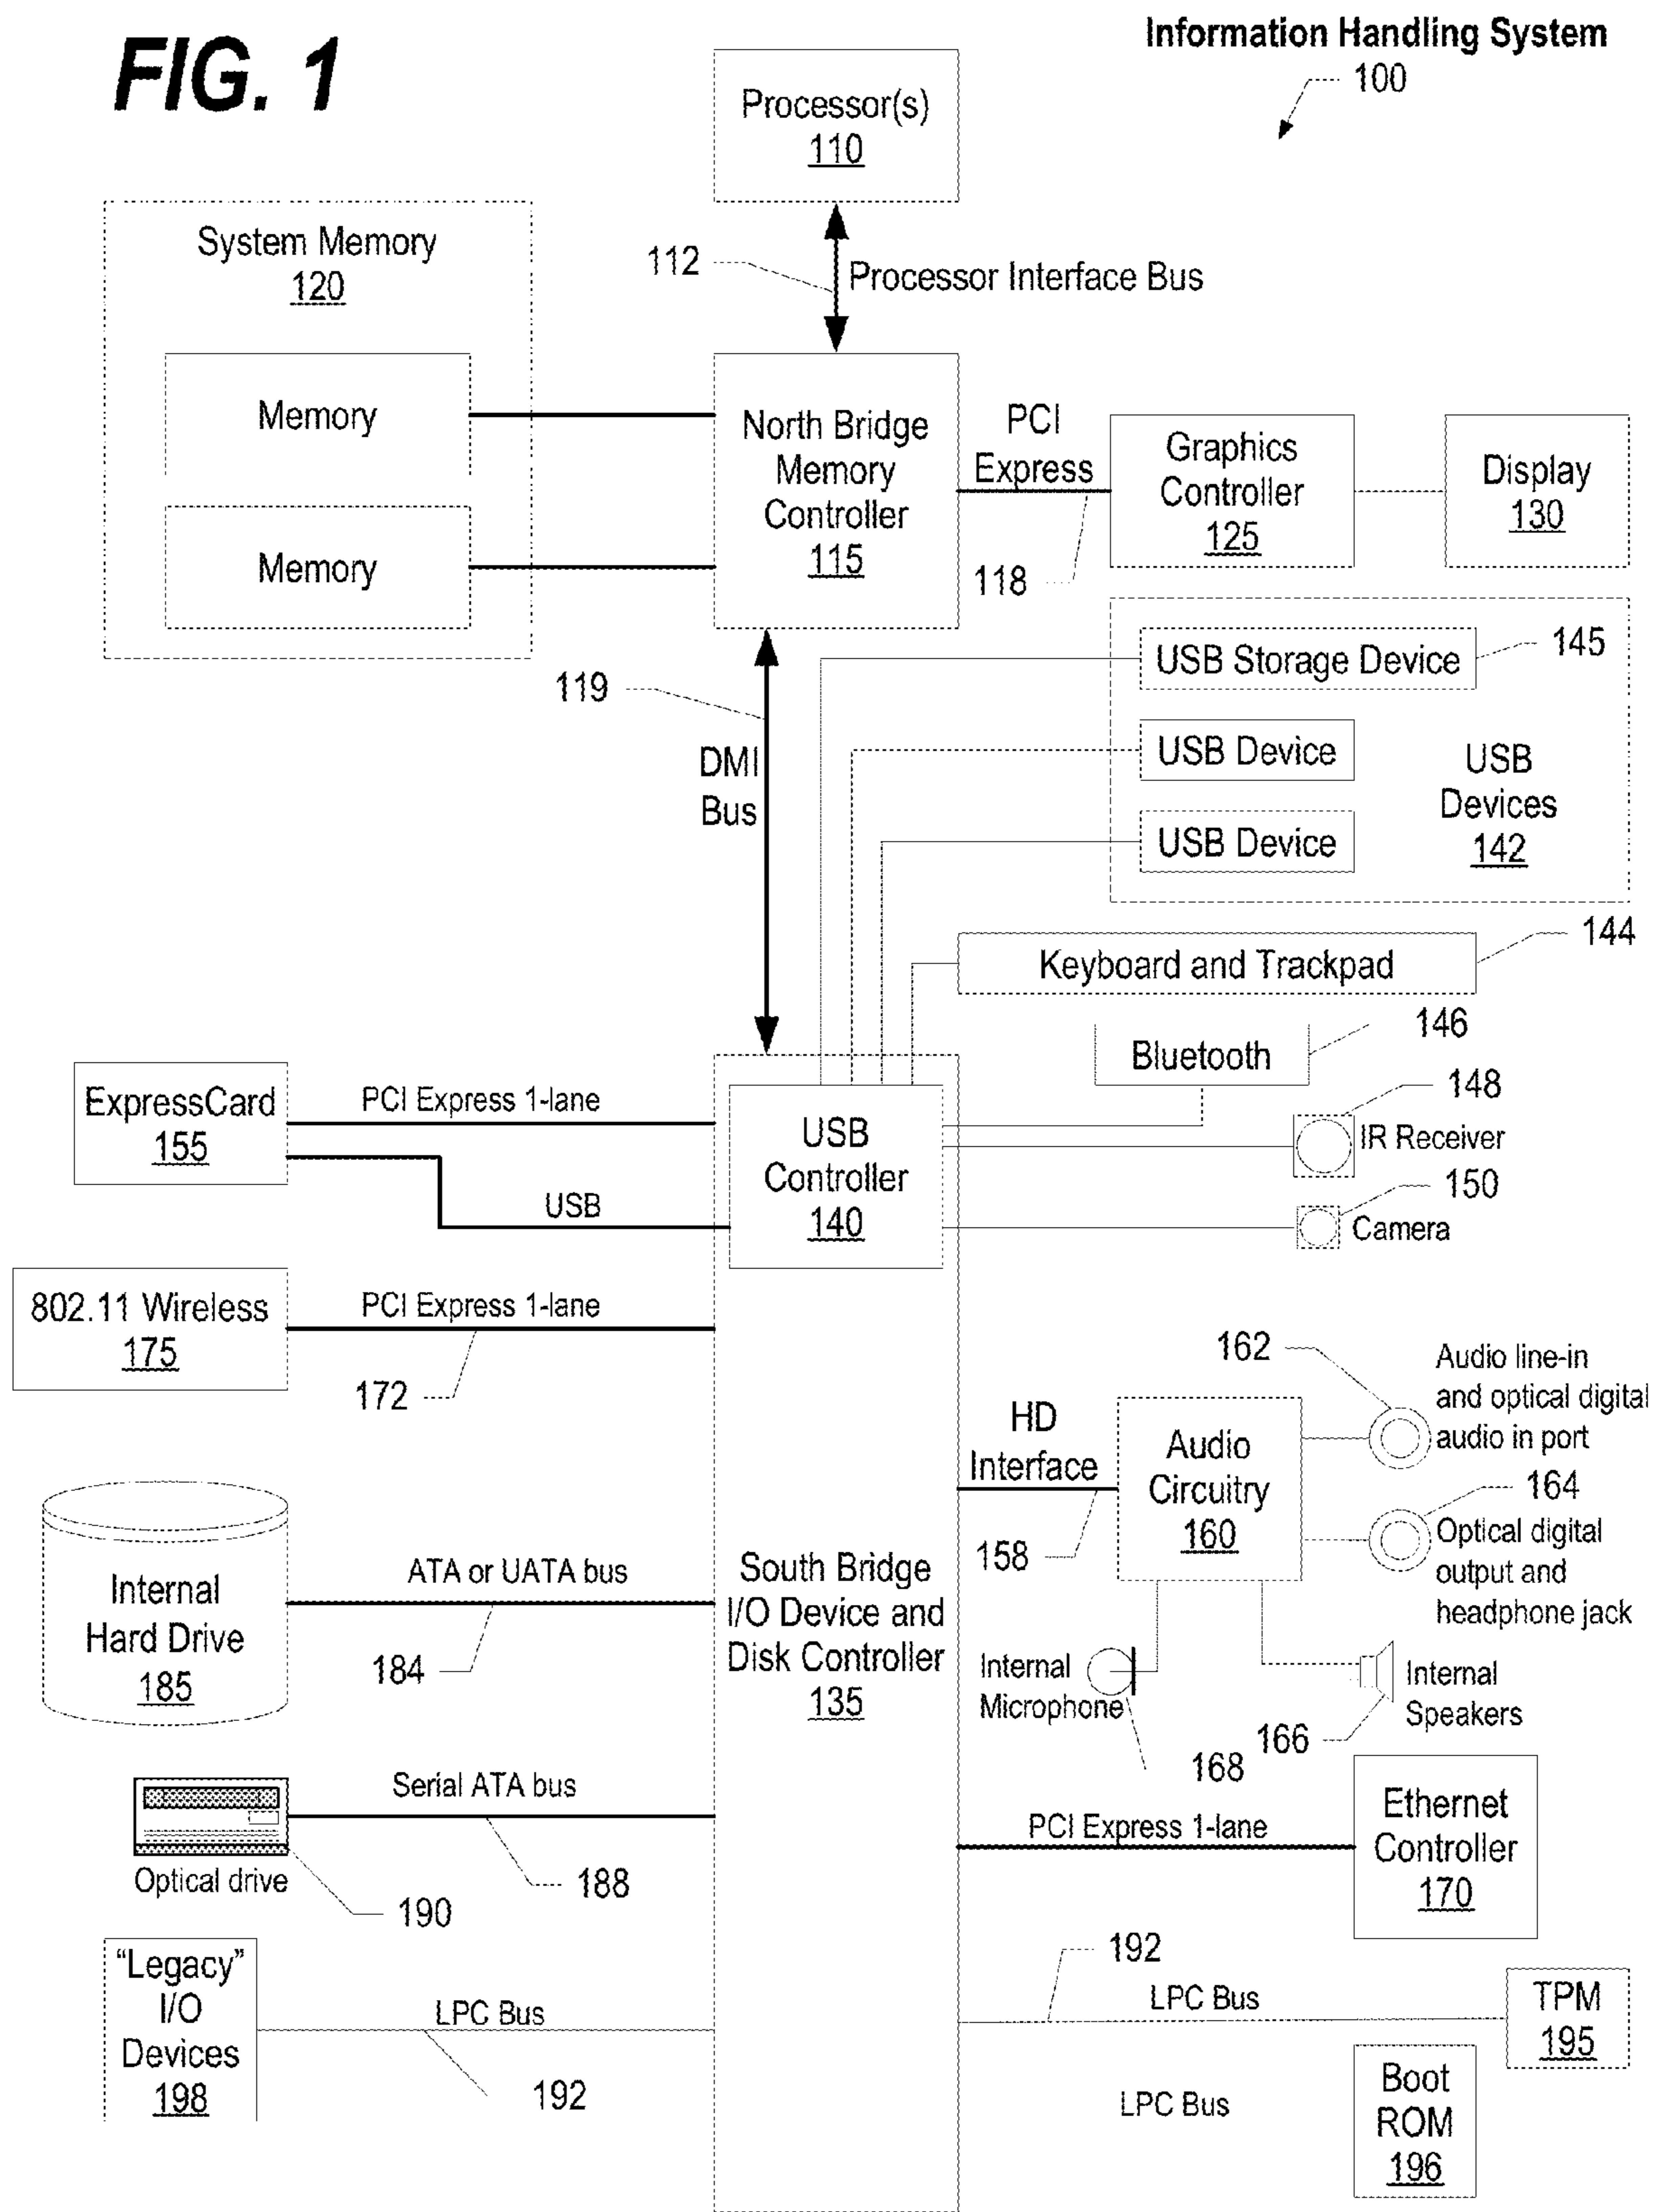 FIG. 1
Information Handling System
100
Processor(s)
110
System Memory
120
112
Processor Interface Bus
Memory
Memory
North Bridge
Memory
Controller
115
PCI
Express
118
Graphics
Controller
125
Display
130
119
DMI
Bus
USB Storage Device
145
USB Device
USB Device
USB
Devices
142
Keyboard and Trackpad
144
Bluetooth
146
148
IR Receiver
150
Camera
ExpressCard
155
PCI Express 1-lane
USB
USB
Controller
140
802.11 Wireless
175
PCI Express 1-lane
172
162
Audio line-in
and optical digital
audio in port
HD
Interface
158
Audio
Circuitry
160
164
Optical digital
output and
headphone jack
Internal
Hard Drive
185
ATA or UATA bus
184
South Bridge
I/O Device and
Disk Controller
135
Internal
Microphone
168
Internal
Speakers
166
Serial ATA bus
188
Optical drive
190
PCI Express 1-lane
Ethernet
Controller
170
"Legacy"
I/O
Devices
198
LPC Bus
192
192
LPC Bus
TPM
195
LPC Bus
Boot
ROM
196